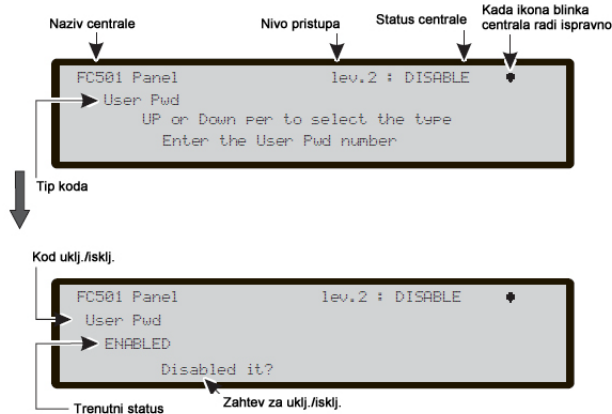 Naziv centrale
Nivo pristupa
Status centrale
Kada ikona blinka
centrala radi ispravno
FC501 Panel lev.2 : DISABLE
User Pwd
UP or Down per to select the type
Enter the User Pwd number
Tip koda
Kod uklj./isklj.
FC501 Panel lev.2 : DISABLE
User Pwd
ENABLED
Disabled it?
Trenutni status
Zahtev za uklj./isklj.